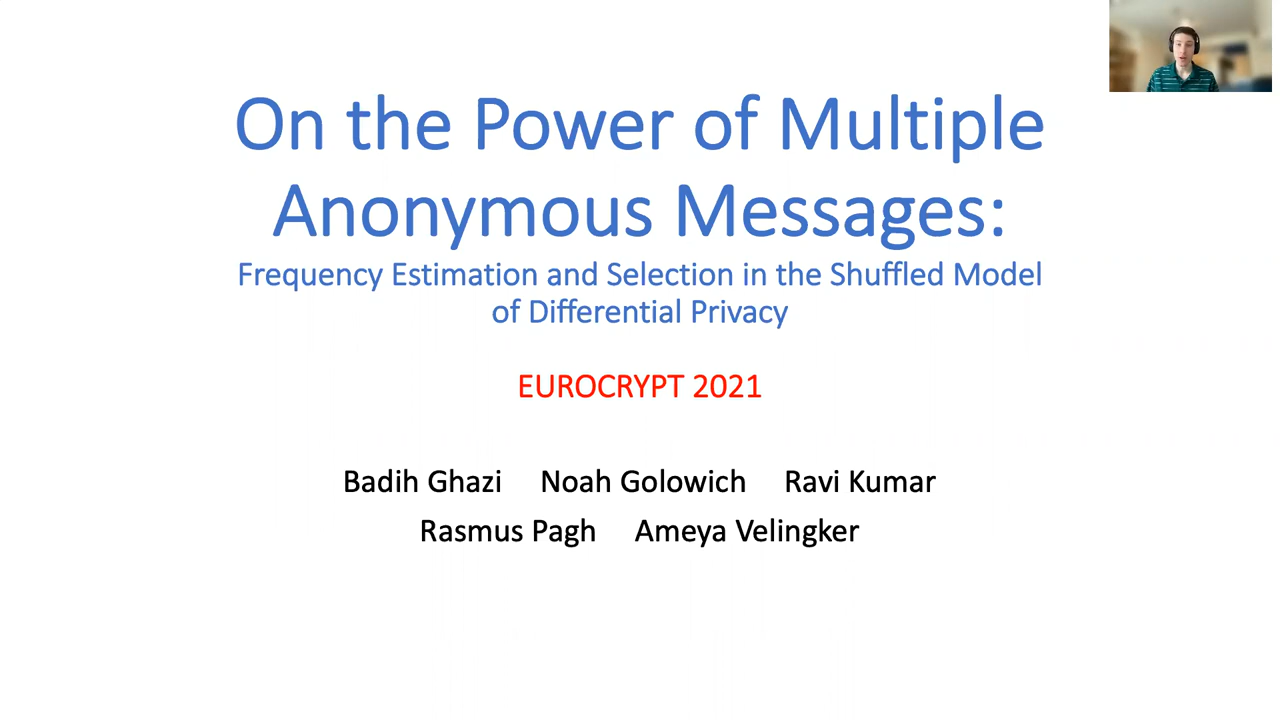 On the Power of Multiple
Anonymous Messages:
Frequency Estimation and Selection in the Shuffled Model
of Differential Privacy
EUROCRYPT 2021
Badih Ghazi Noah Golowich Ravi Kumar
Rasmus Pagh Ameya Velingker